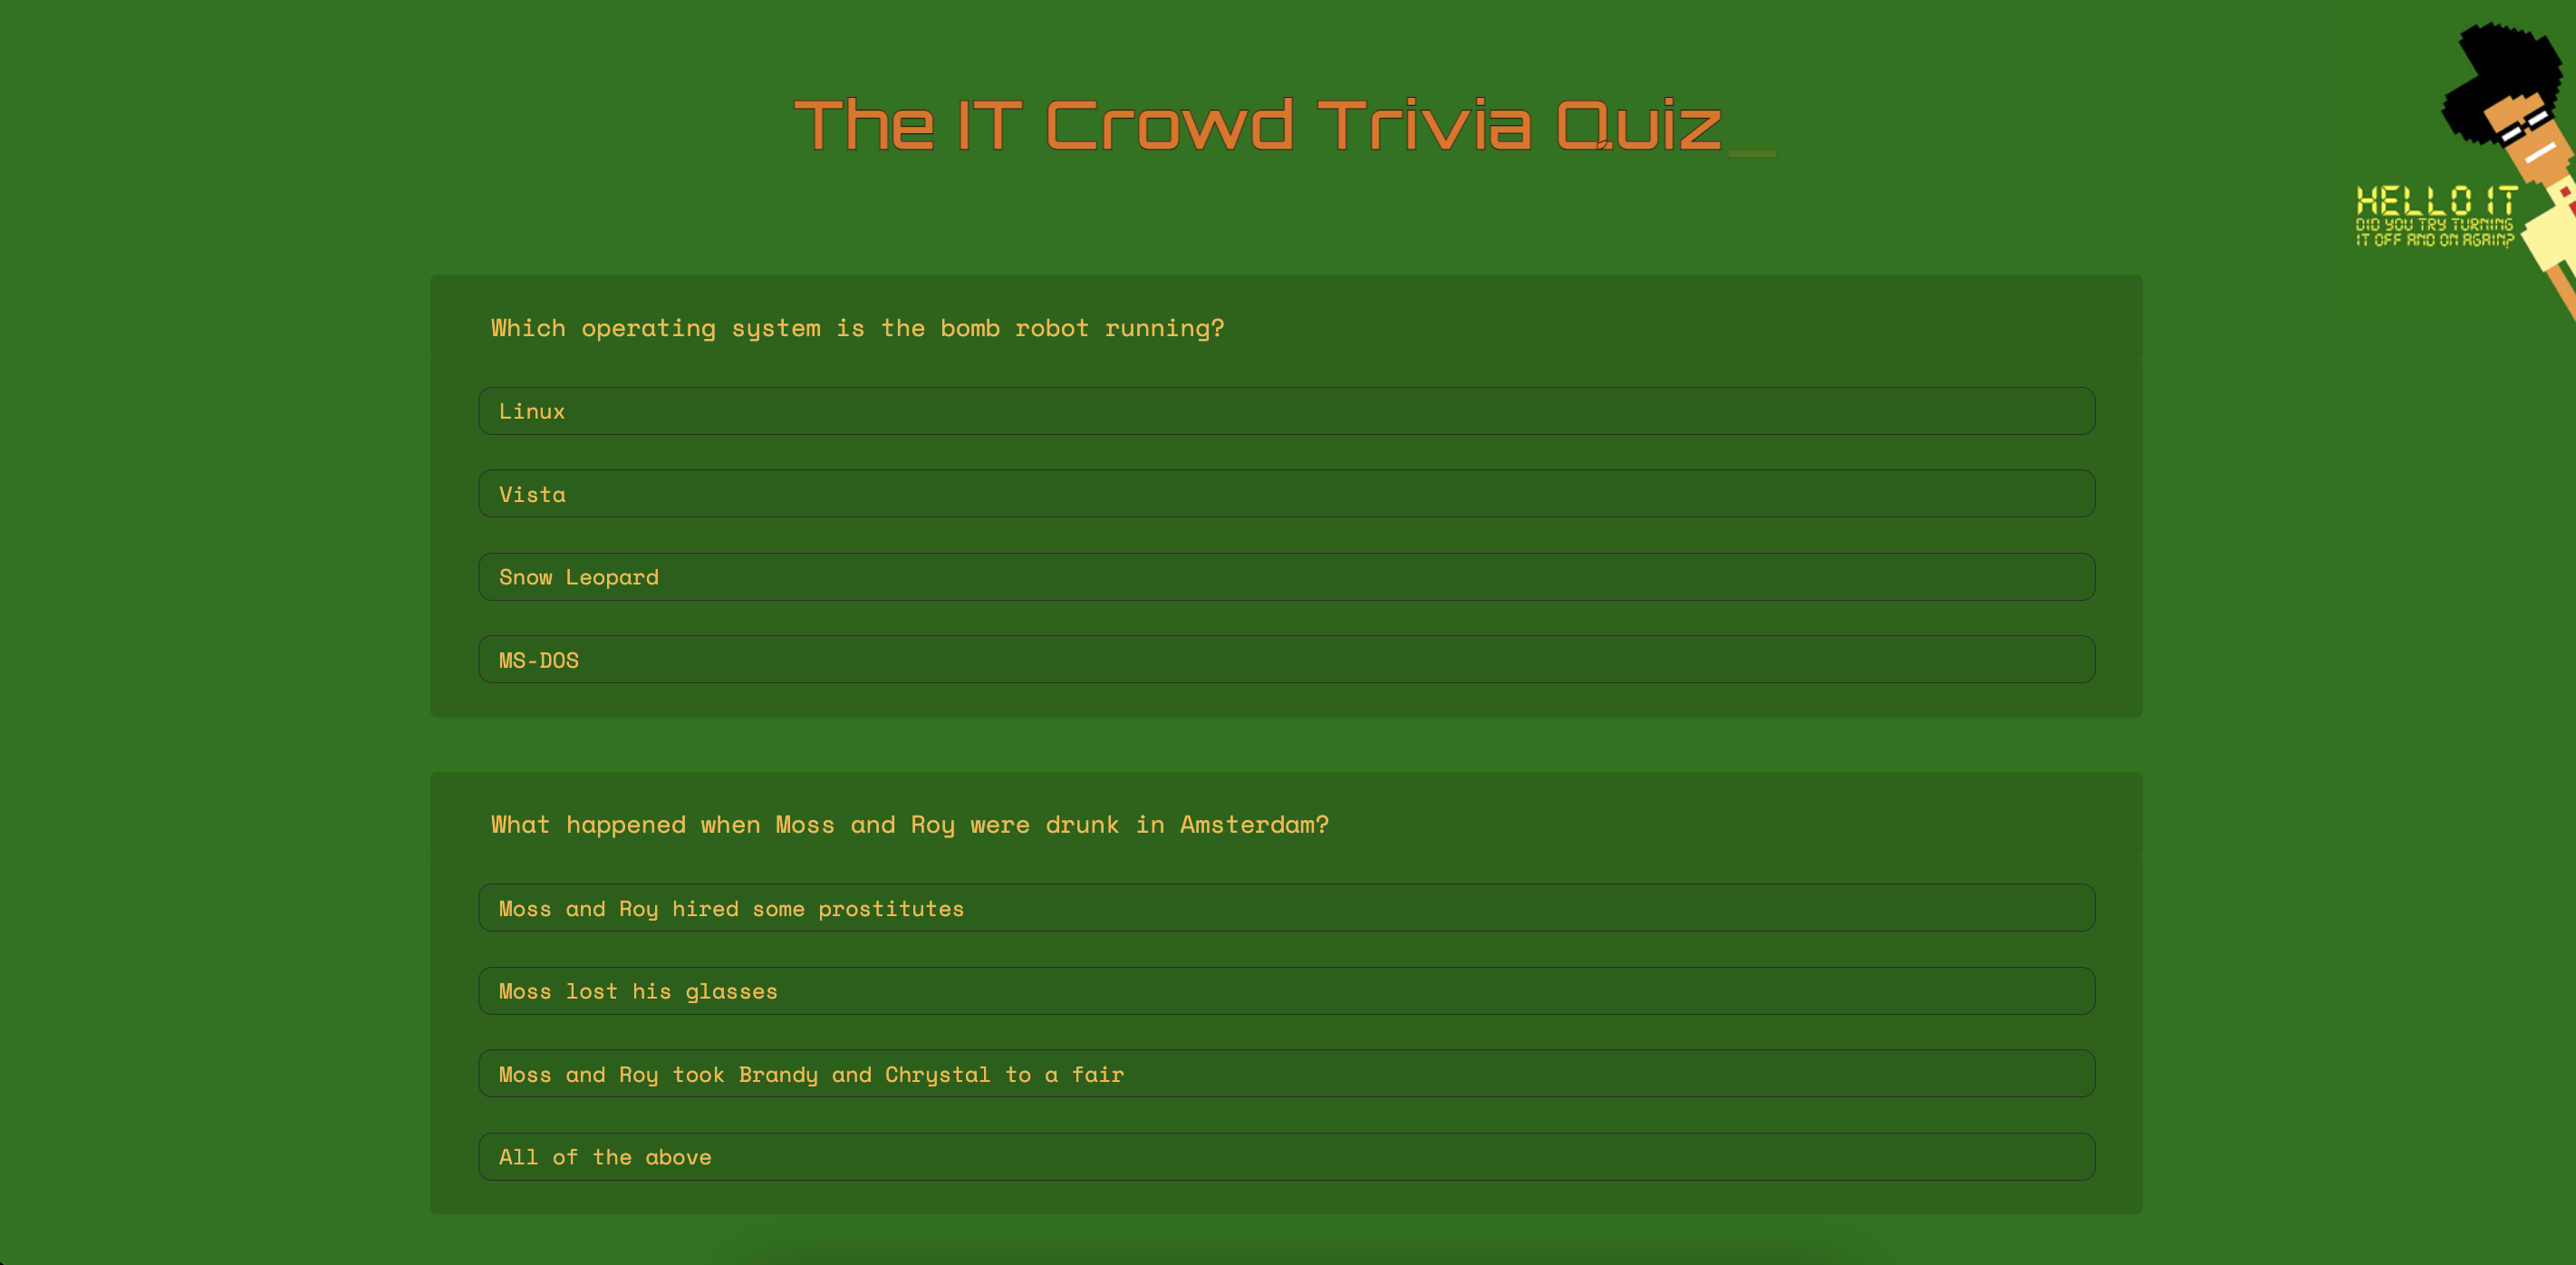 The IT Crowd Trivia Quiz_
HELLO IT
DID YOU TRY TURNING
IT OFF AND ON AGAIN?
Which operating system is the bomb robot running?
Linux
Vista
Snow Leopard
MS-DOS
What happened when Moss and Roy were drunk in Amsterdam?
Moss and Roy hired some prostitutes
Moss lost his glasses
Moss and Roy took Brandy and Chrystal to a fair
All of the above